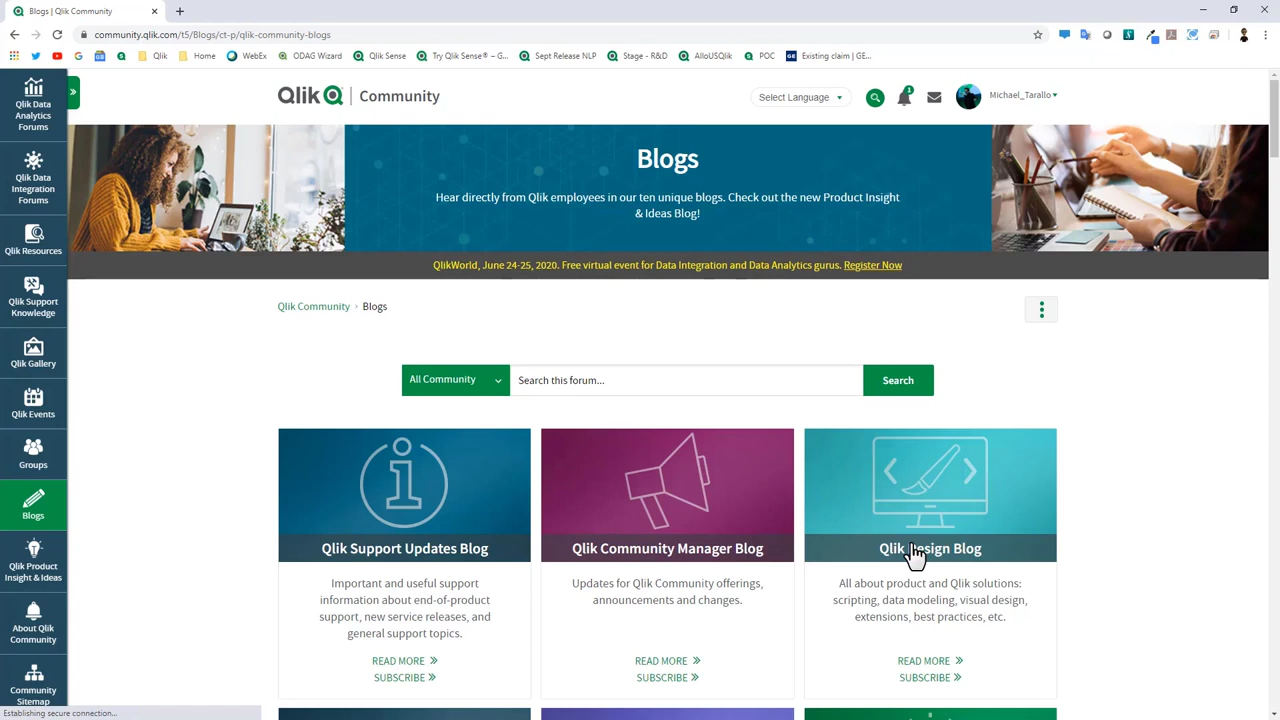 Blogs | Qlik Community
community.qlik.com/t5/Blogs/ct-p/qlik-community-blogs
Qlik
Home
WebEx
ODAG Wizard
Qlik Sense
Try Qlik Sense® – G...
Sept Release NLP
Stage - R&D
AlloUSQlik
POC
Existing claim | GE...
Qlik Data
Analytics
Forums
Qlik Data
Integration
Forums
Qlik Resources
Qlik Support
Knowledge
Qlik Gallery
Qlik Events
Groups
Blogs
Qlik Product
Insight & Ideas
About Qlik
Community
Community
Sitemap
Qlik | Community
Select Language
1
Michael_Tarallo
Blogs
Hear directly from Qlik employees in our ten unique blogs. Check out the new Product Insight
& Ideas Blog!
QlikWorld, June 24-25, 2020. Free virtual event for Data Integration and Data Analytics gurus. Register Now
Qlik Community › Blogs
All Community
Search this forum...
Search
Qlik Support Updates Blog
Important and useful support
information about end-of-product
support, new service releases, and
general support topics.
READ MORE »
SUBSCRIBE »
Qlik Community Manager Blog
Updates for Qlik Community offerings,
announcements and changes.
READ MORE »
SUBSCRIBE »
Qlik Design Blog
All about product and Qlik solutions:
scripting, data modeling, visual design,
extensions, best practices, etc.
READ MORE »
SUBSCRIBE »
Establishing secure connection...